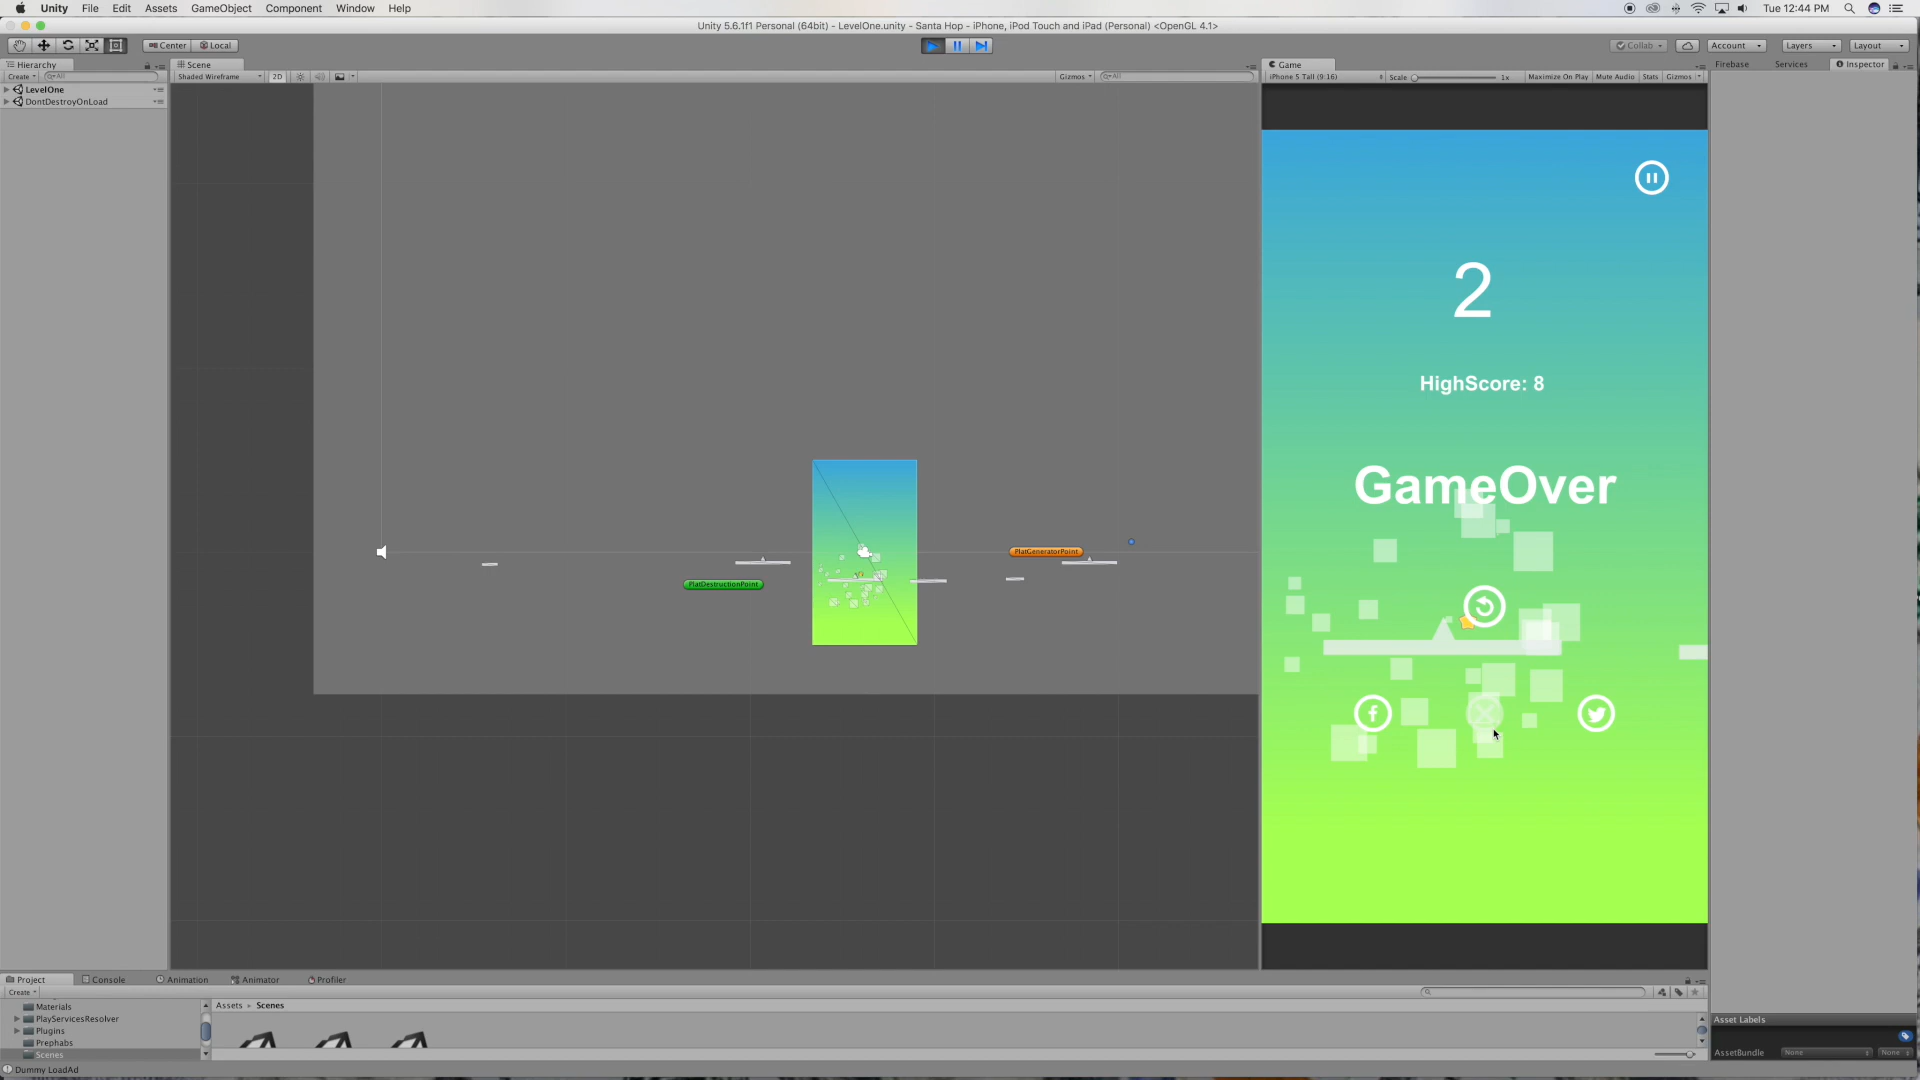 Unity File Edit Assets GameObject Component Window Help Tue 12:44 PM
Unity 5.6.1f1 Personal (64bit) - LevelOne.unity - Santa Hop - iPhone, iPod Touch and iPad (Personal) <OpenGL 4.1>
Center Local Collab Account Layers Layout
Hierarchy Scene Game Firebase Services Inspector
Create All Shaded Wireframe 2D Gizmos All iPhone 5 Tall (9:16) Scale 1x Maximize On Play Mute Audio Stats Gizmos
LevelOne
DontDestroyOnLoad
2
HighScore: 8
GameOver
PlatGeneratorPoint
PlatDestructionPoint
Project Console Animation Animator Profiler
Create
Assets Scenes
Materials
PlayServicesResolver
Plugins
Prephabs
Scenes
Asset Labels
AssetBundle None None
Dummy LoadAd